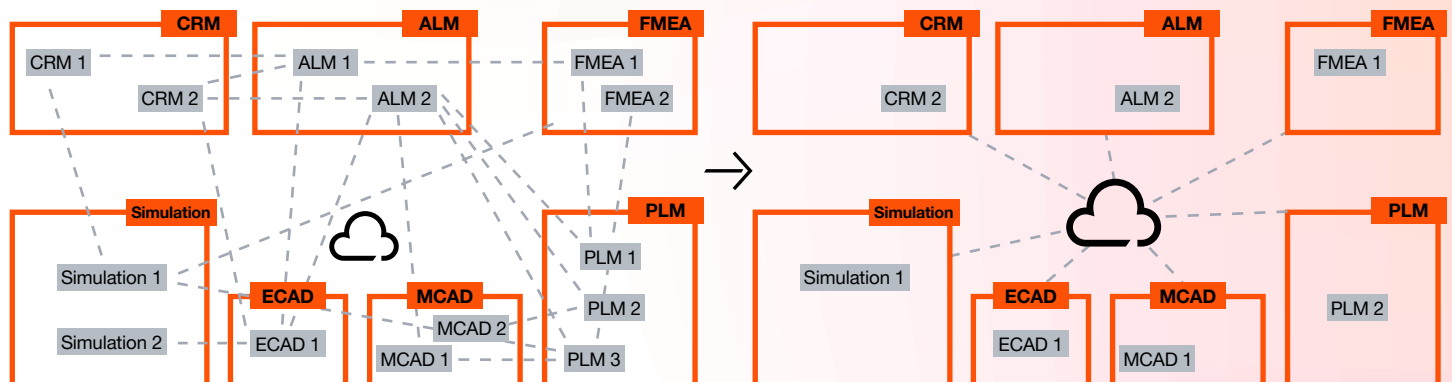 CRM
ALM
FMEA
CRM 1
ALM 1
FMEA 1
CRM 2
ALM 2
FMEA 2
Simulation
PLM
PLM 1
Simulation 1
ECAD
MCAD
PLM 2
MCAD 2
Simulation 2
ECAD 1
MCAD 1
PLM 3
CRM
ALM
FMEA
FMEA 1
CRM 2
ALM 2
Simulation
PLM
Simulation 1
ECAD
MCAD
PLM 2
ECAD 1
MCAD 1